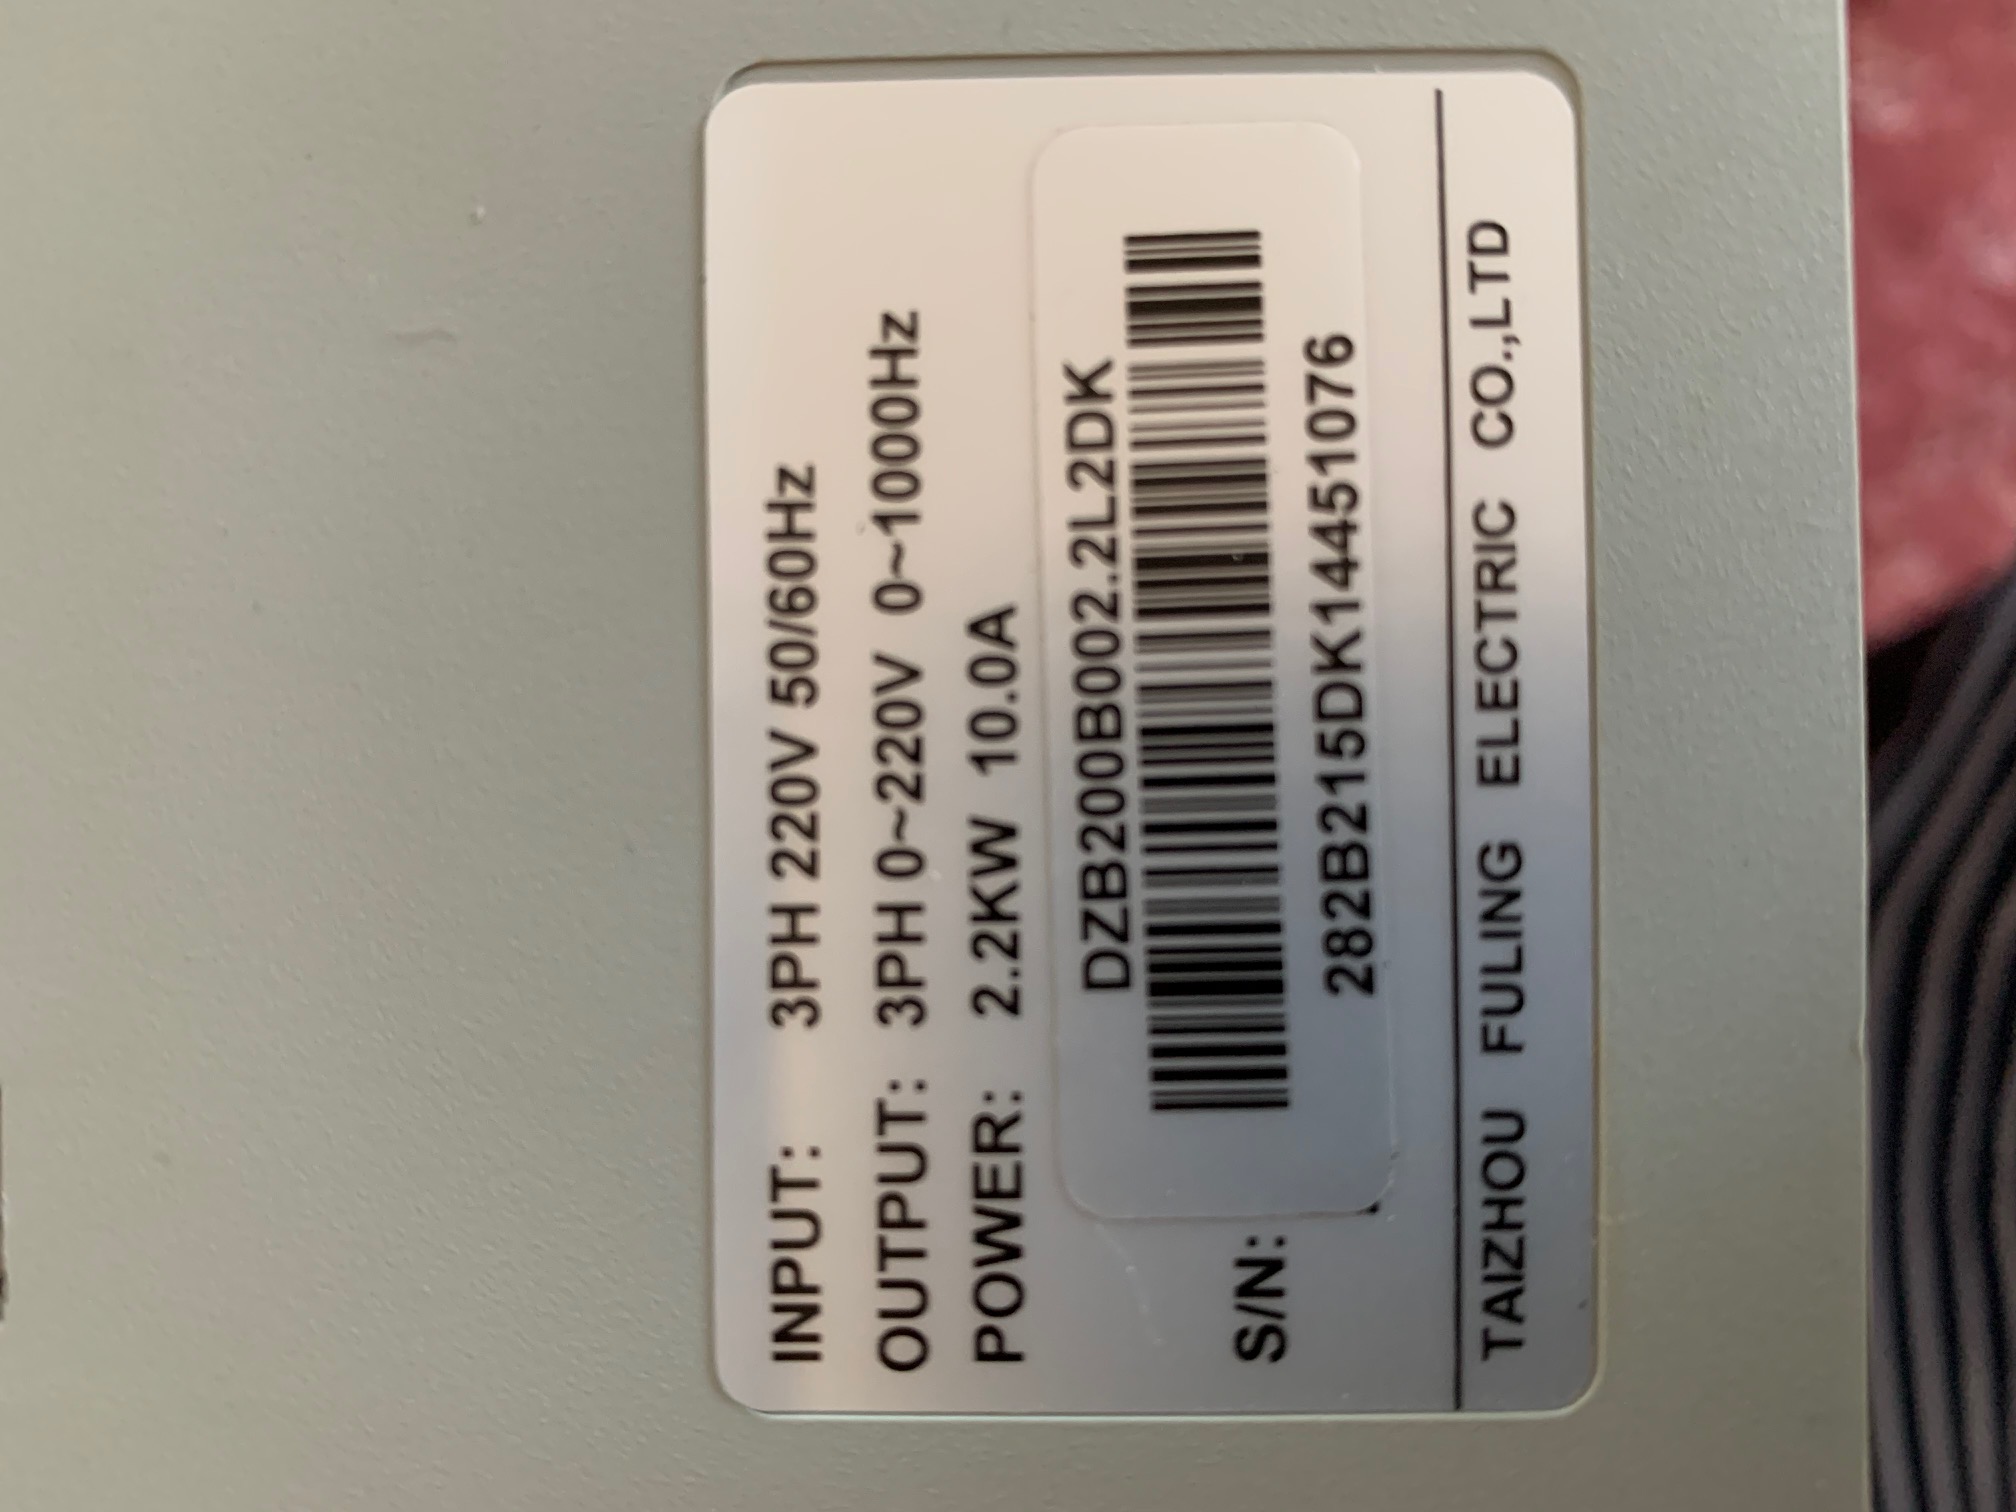 INPUT: 3PH 220V 50/60Hz
OUTPUT: 3PH 0~220V 0~1000Hz
POWER: 2.2KW 10.0A
DZB200B002.2L2DK
S/N:
282B215DK14451076
TAIZHOU FULING ELECTRIC CO.,LTD